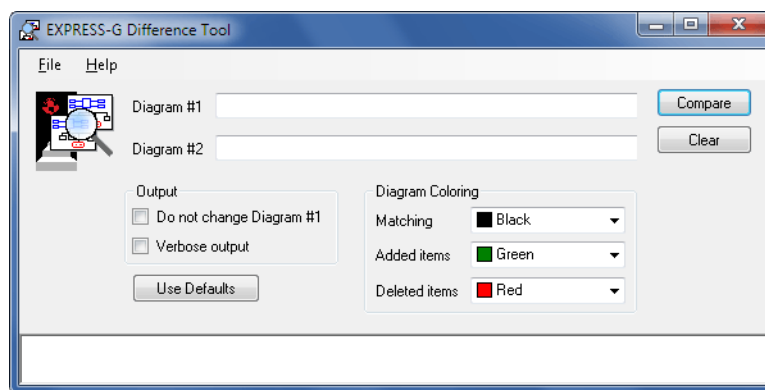 EXPRESS-G Difference Tool
File Help
Diagram #1
Compare
Diagram #2
Clear
Output
Do not change Diagram #1
Verbose output
Use Defaults
Diagram Coloring
Matching Black
Added items Green
Deleted items Red